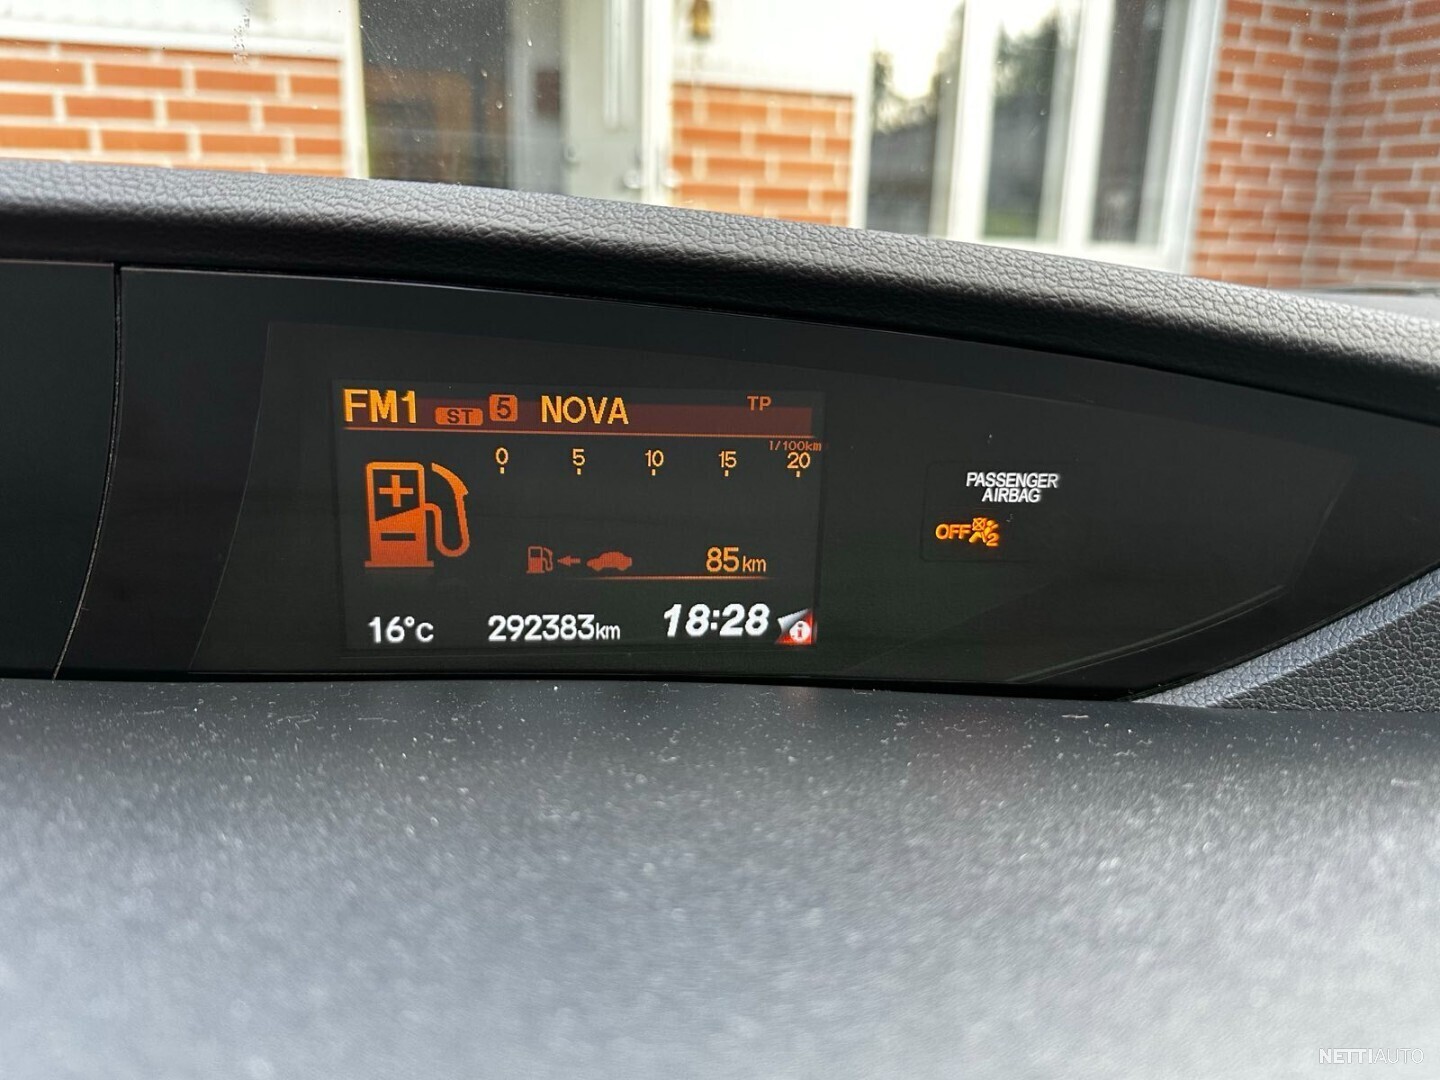 FM1 ST 5 NOVA TP
l/100km
0 5 10 15 20
PASSENGER
AIRBAG
OFF 2
85km
16°C 292383km 18:28 i
NETTIAUTO